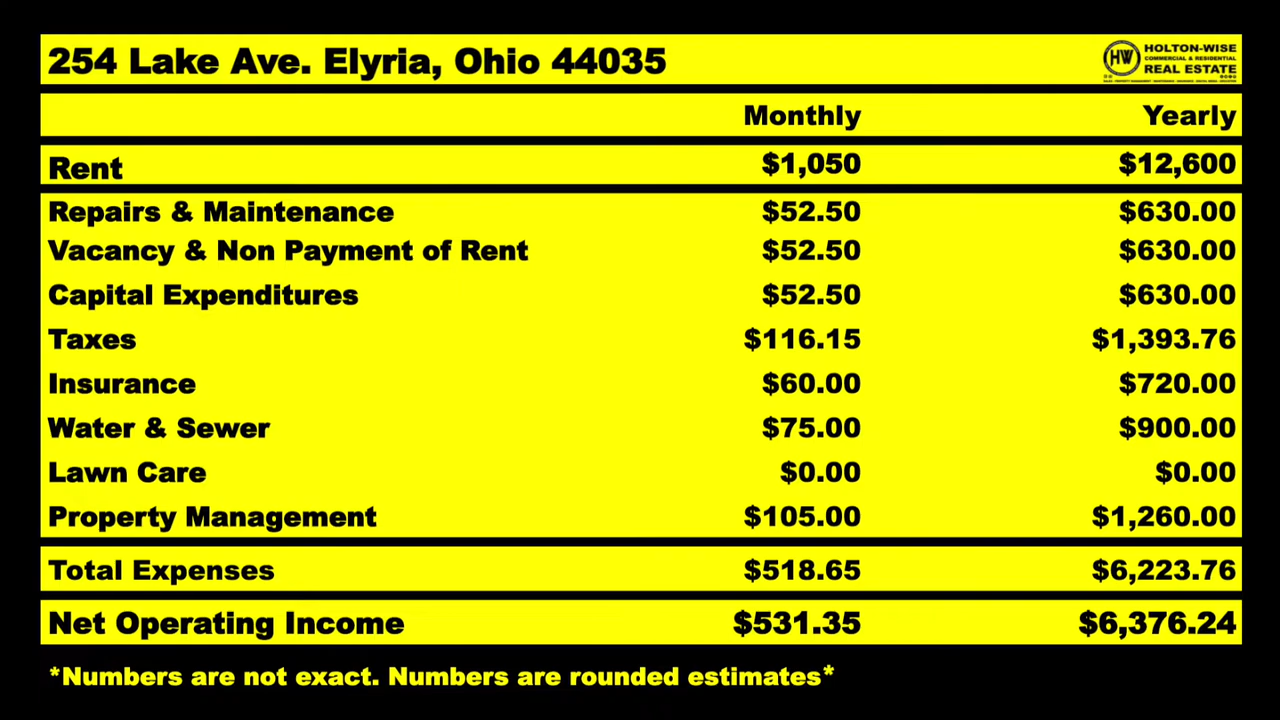 254 Lake Ave. Elyria, Ohio 44035
HW
HOLTON-WISE
COMMERCIAL & RESIDENTIAL
REAL ESTATE
Monthly Yearly
Rent $1,050 $12,600
Repairs & Maintenance $52.50 $630.00
Vacancy & Non Payment of Rent $52.50 $630.00
Capital Expenditures $52.50 $630.00
Taxes $116.15 $1,393.76
Insurance $60.00 $720.00
Water & Sewer $75.00 $900.00
Lawn Care $0.00 $0.00
Property Management $105.00 $1,260.00
Total Expenses $518.65 $6,223.76
Net Operating Income $531.35 $6,376.24
*Numbers are not exact. Numbers are rounded estimates*